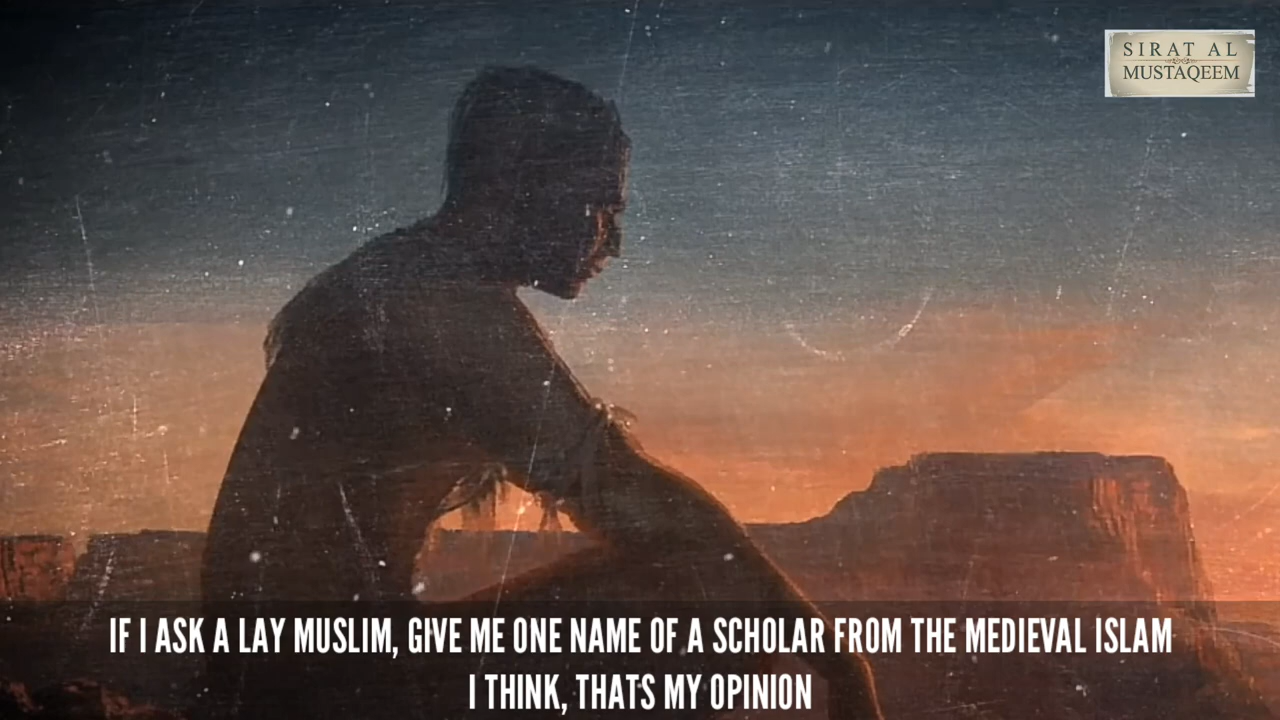 SIRAT AL
MUSTAQEEM
IF I ASK A LAY MUSLIM, GIVE ME ONE NAME OF A SCHOLAR FROM THE MEDIEVAL ISLAM
I THINK, THATS MY OPINION